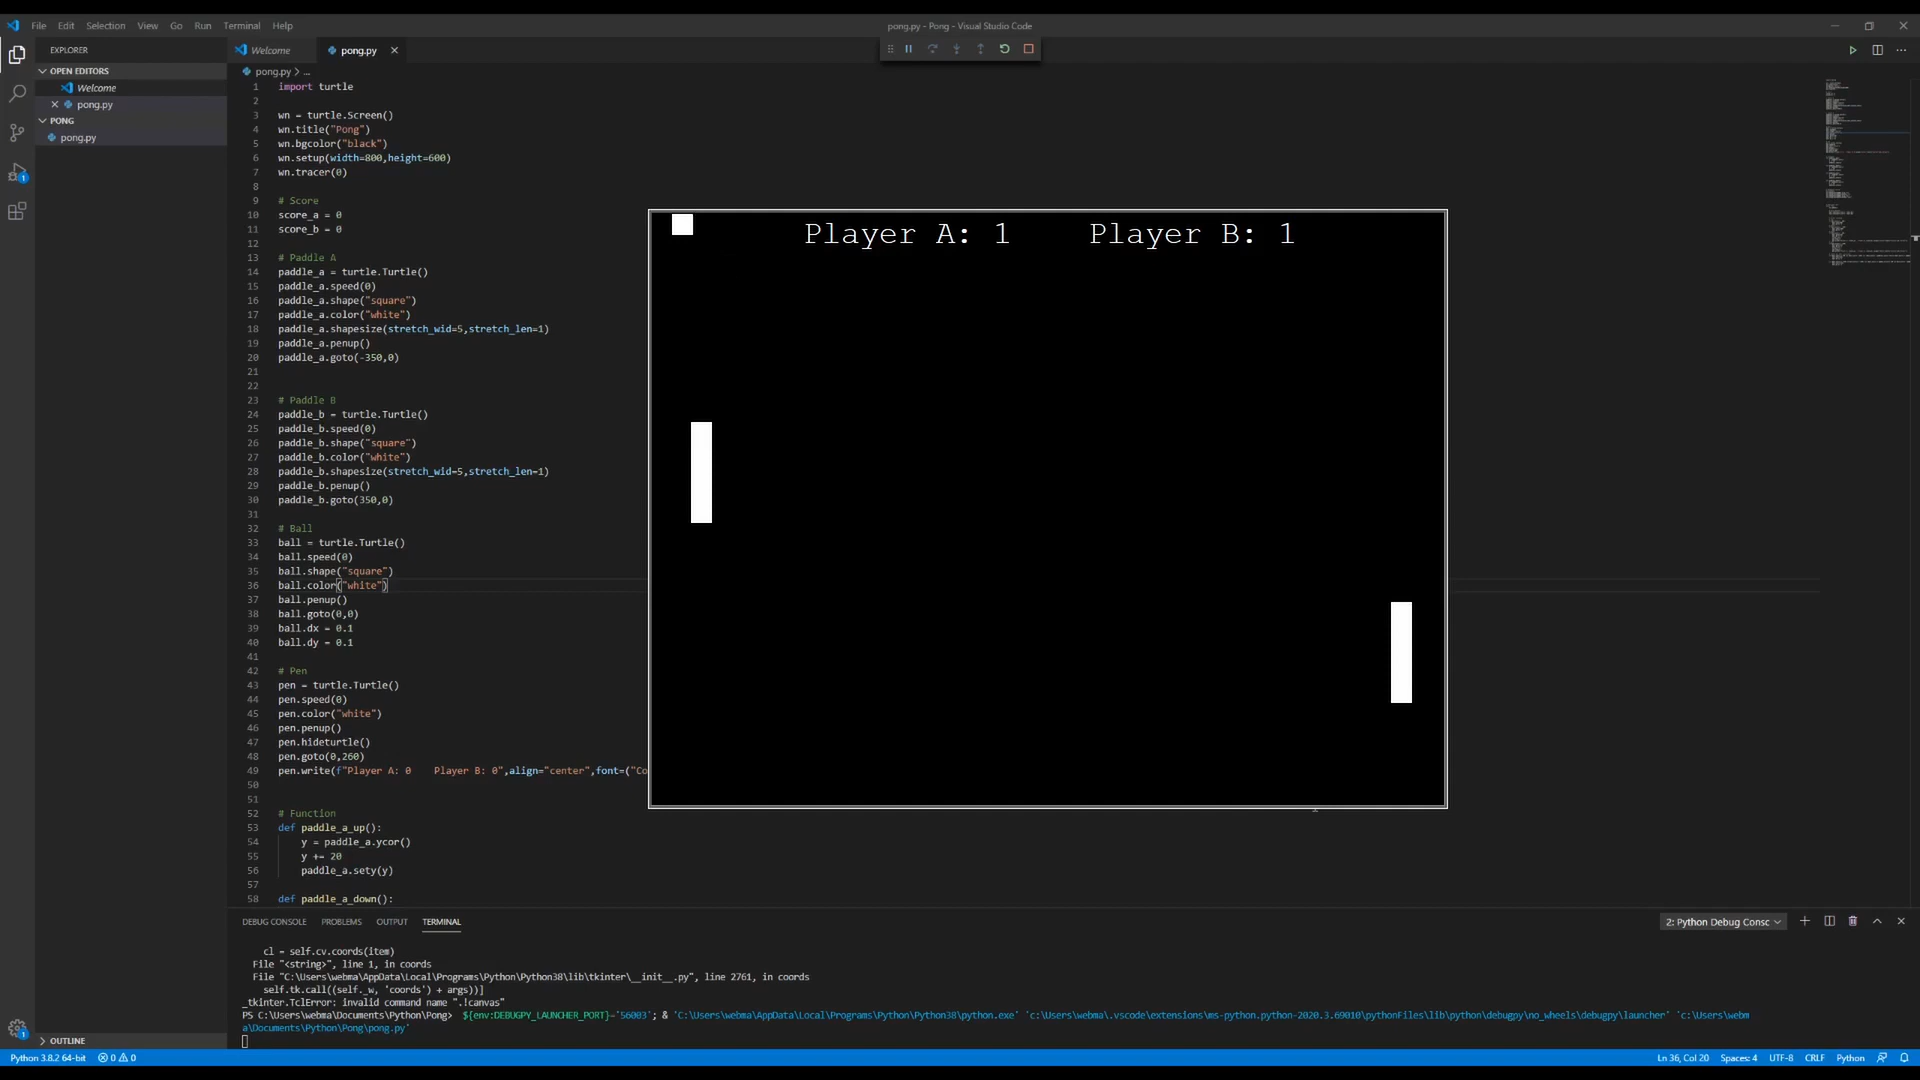 File Edit Selection View Go Run Terminal Help
pong.py - Pong - Visual Studio Code
EXPLORER
OPEN EDITORS
Welcome
pong.py
PONG
pong.py
OUTLINE
Welcome pong.py
pong.py > ...
1 import turtle
2
3 wn = turtle.Screen()
4 wn.title("Pong")
5 wn.bgcolor("black")
6 wn.setup(width=800,height=600)
7 wn.tracer(0)
8
9 # Score
10 score_a = 0
11 score_b = 0
12
13 # Paddle A
14 paddle_a = turtle.Turtle()
15 paddle_a.speed(0)
16 paddle_a.shape("square")
17 paddle_a.color("white")
18 paddle_a.shapesize(stretch_wid=5,stretch_len=1)
19 paddle_a.penup()
20 paddle_a.goto(-350,0)
21
22
23 # Paddle B
24 paddle_b = turtle.Turtle()
25 paddle_b.speed(0)
26 paddle_b.shape("square")
27 paddle_b.color("white")
28 paddle_b.shapesize(stretch_wid=5,stretch_len=1)
29 paddle_b.penup()
30 paddle_b.goto(350,0)
31
32 # Ball
33 ball = turtle.Turtle()
34 ball.speed(0)
35 ball.shape("square")
36 ball.color("white")
37 ball.penup()
38 ball.goto(0,0)
39 ball.dx = 0.1
40 ball.dy = 0.1
41
42 # Pen
43 pen = turtle.Turtle()
44 pen.speed(0)
45 pen.color("white")
46 pen.penup()
47 pen.hideturtle()
48 pen.goto(0,260)
49 pen.write(f"Player A: 0    Player B: 0",align="center",font=("Co
50
51
52 # Function
53 def paddle_a_up():
54 y = paddle_a.ycor()
55 y += 20
56 paddle_a.sety(y)
57
58 def paddle_a_down():
Player A: 1    Player B: 1
DEBUG CONSOLE PROBLEMS OUTPUT TERMINAL
2: Python Debug Consc
cl = self.cv.coords(item)
File "<string>", line 1, in coords
File "C:\Users\webma\AppData\Local\Programs\Python\Python38\lib\tkinter\__init__.py", line 2761, in coords
self.tk.call((self._w, 'coords') + args))]
_tkinter.TclError: invalid command name ".!canvas"
PS C:\Users\webma\Documents\Python\Pong> ${env:DEBUGPY_LAUNCHER_PORT}='56003'; & 'C:\Users\webma\AppData\Local\Programs\Python\Python38\python.exe' 'c:\Users\webma\.vscode\extensions\ms-python.python-2020.3.69010\pythonFiles\lib\python\debugpy\no_wheels\debugpy\launcher' 'c:\Users\webm
a\Documents\Python\Pong\pong.py'
Python 3.8.2 64-bit 0 0
Ln 36, Col 20 Spaces: 4 UTF-8 CRLF Python